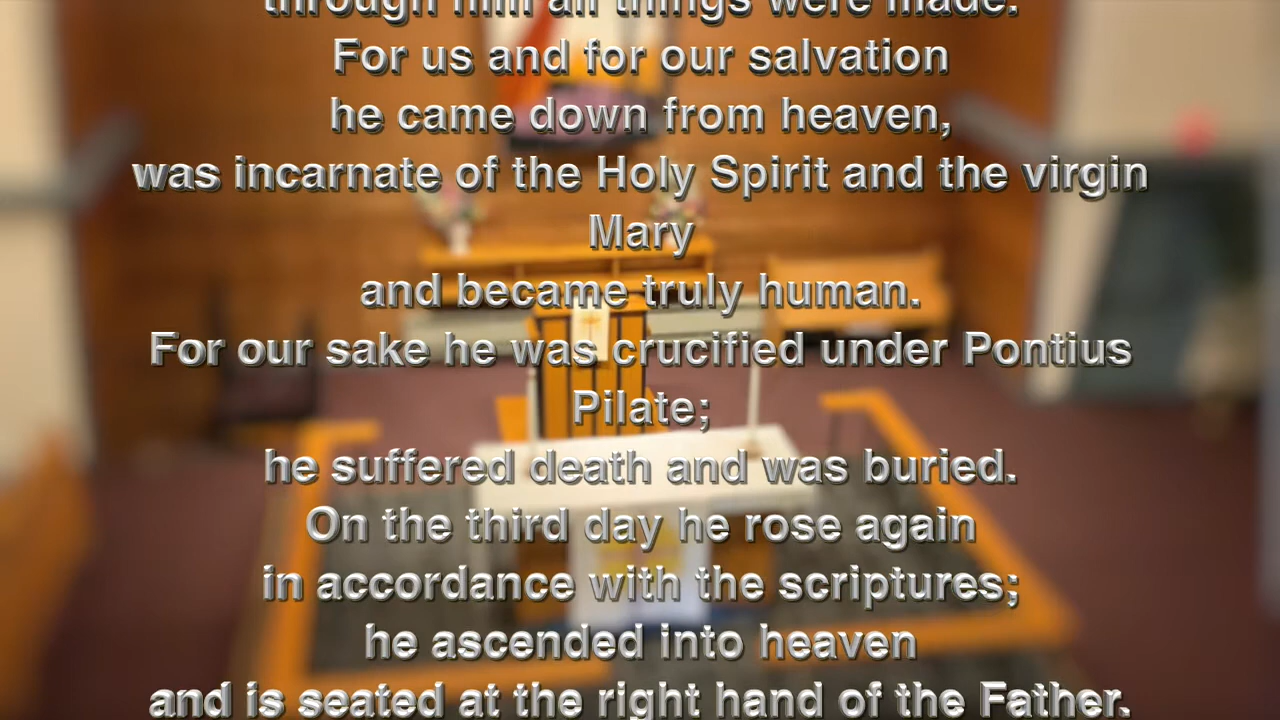 through him all things were made.
For us and for our salvation
he came down from heaven,
was incarnate of the Holy Spirit and the virgin
Mary
and became truly human.
For our sake he was crucified under Pontius
Pilate;
he suffered death and was buried.
On the third day he rose again
in accordance with the scriptures;
he ascended into heaven
and is seated at the right hand of the Father.